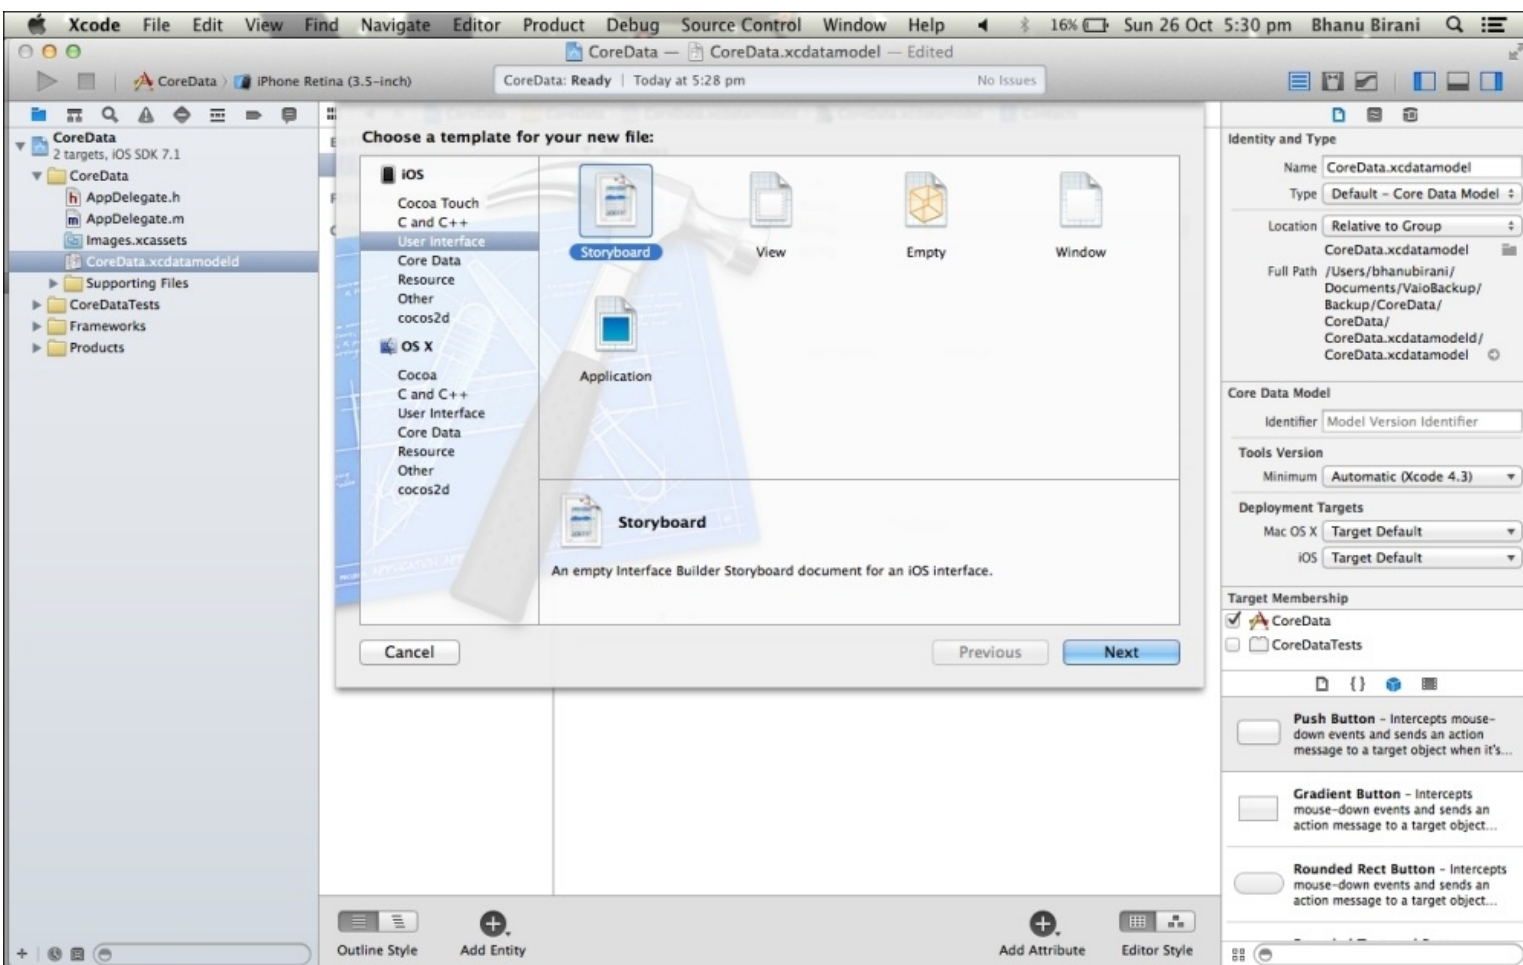 Xcode File Edit View Find Navigate Editor Product Debug Source Control Window Help 16% Sun 26 Oct 5:30 pm Bhanu Birani
CoreData — CoreData.xcdatamodel — Edited
CoreData iPhone Retina (3.5-inch) CoreData: Ready | Today at 5:28 pm No Issues
CoreData
2 targets, iOS SDK 7.1
CoreData
AppDelegate.h
AppDelegate.m
Images.xcassets
CoreData.xcdatamodeld
Supporting Files
CoreDataTests
Frameworks
Products
Choose a template for your new file:
iOS
Cocoa Touch
C and C++
User Interface
Core Data
Resource
Other
cocos2d
OS X
Cocoa
C and C++
User Interface
Core Data
Resource
Other
cocos2d
Storyboard View Empty Window
Application
Storyboard
An empty Interface Builder Storyboard document for an iOS interface.
Cancel Previous Next
Outline Style Add Entity Add Attribute Editor Style
Identity and Type
Name CoreData.xcdatamodel
Type Default - Core Data Model
Location Relative to Group
CoreData.xcdatamodel
Full Path /Users/bhanubirani/
Documents/VaioBackup/
Backup/CoreData/
CoreData/
CoreData.xcdatamodeld/
CoreData.xcdatamodel
Core Data Model
Identifier Model Version Identifier
Tools Version
Minimum Automatic (Xcode 4.3)
Deployment Targets
Mac OS X Target Default
iOS Target Default
Target Membership
CoreData
CoreDataTests
{}
Push Button - Intercepts mouse-
down events and sends an action
message to a target object when it's...
Gradient Button - Intercepts
mouse-down events and sends an
action message to a target object...
Rounded Rect Button - Intercepts
mouse-down events and sends an
action message to a target object...